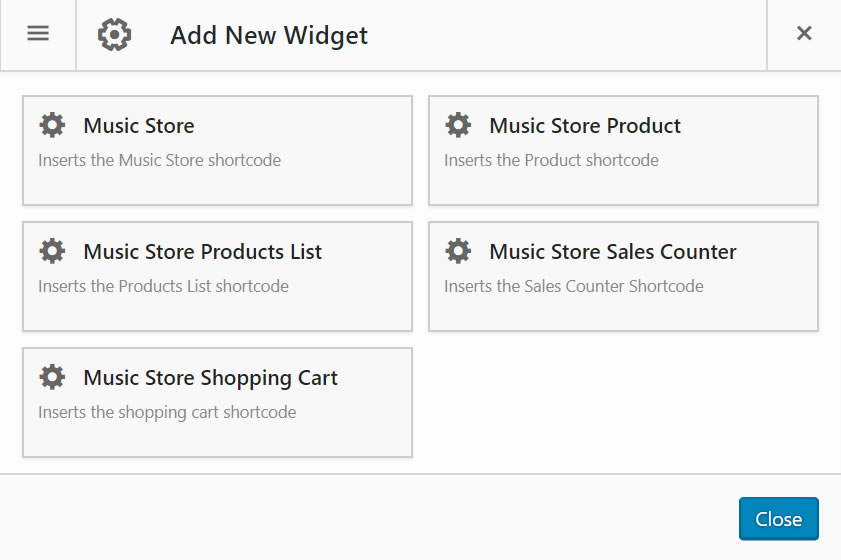 Add New Widget
Music Store
Inserts the Music Store shortcode
Music Store Product
Inserts the Product shortcode
Music Store Products List
Inserts the Products List shortcode
Music Store Sales Counter
Inserts the Sales Counter Shortcode
Music Store Shopping Cart
Inserts the shopping cart shortcode
Close